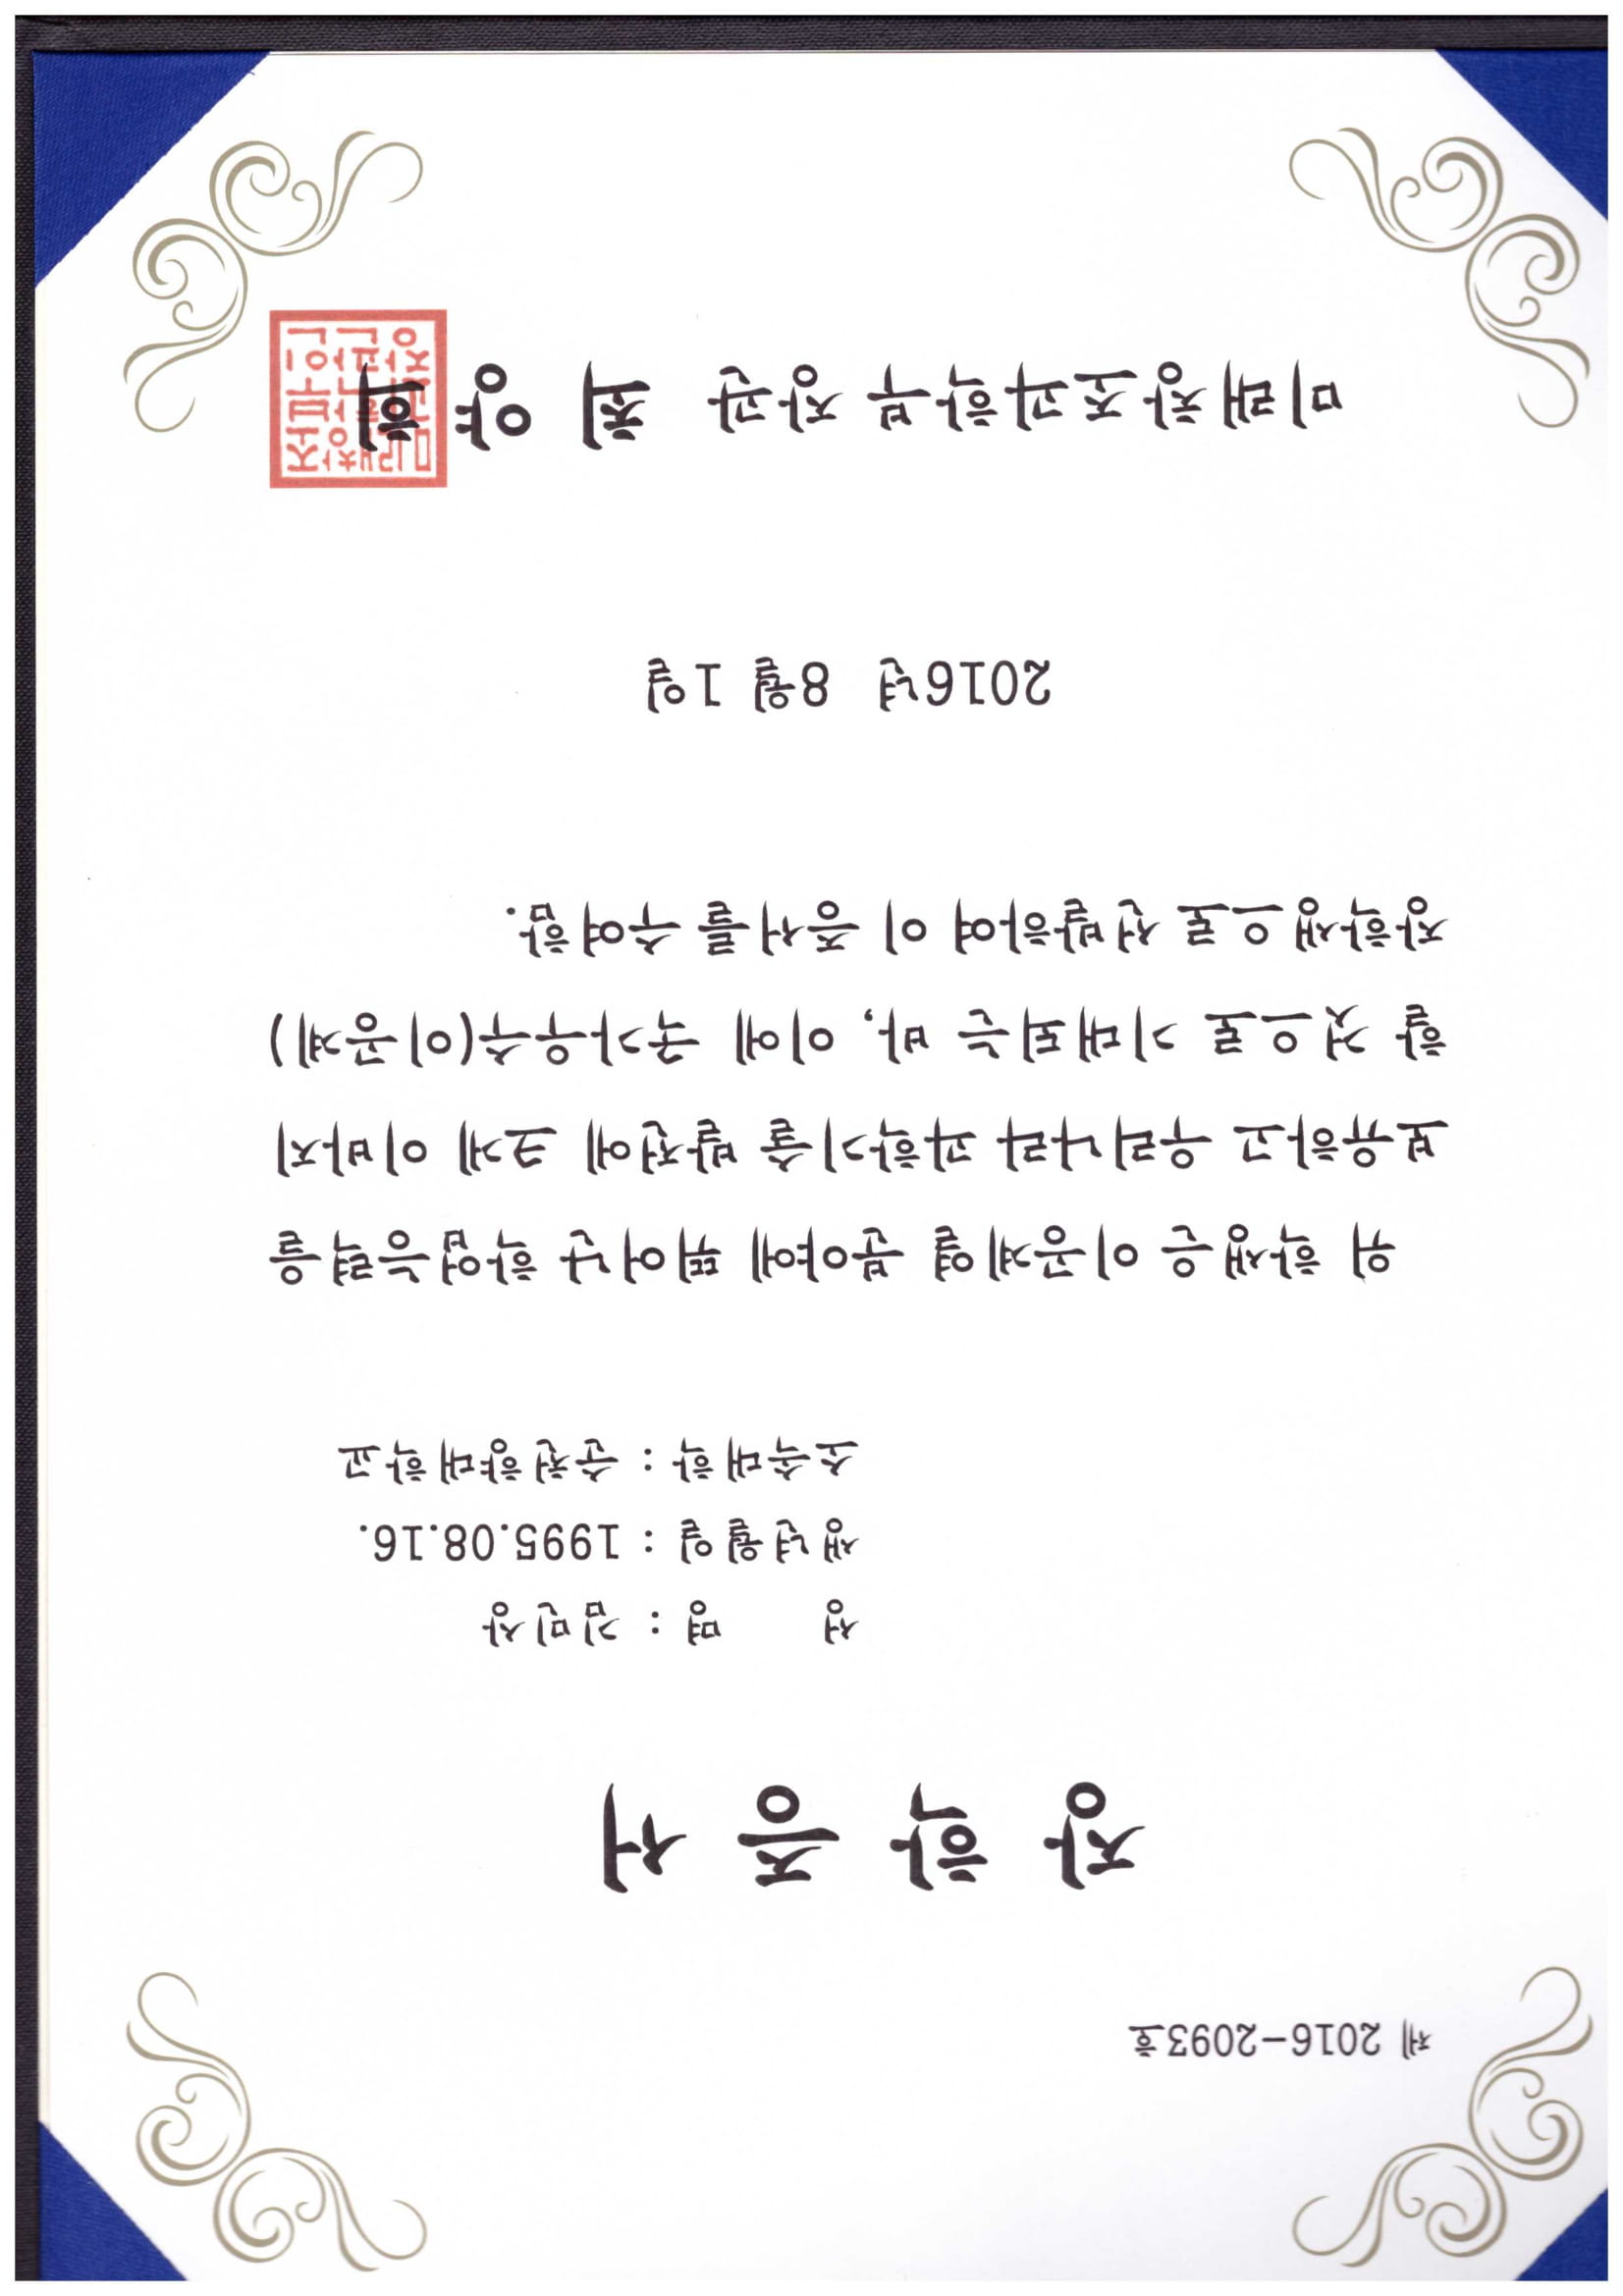 제 2016-2093호
장 학 증 서
성 명 : 김민상
생년월일 : 1995.08.16.
소속대학 : 순천향대학교
위 학생은 이공계열 분야에 뛰어난 학업능력을
보유하고 우리나라 과학기술 발전에 크게 이바지
할 것으로 기대되는 바, 이에 국가우수(이공계)
장학생으로 선발하여 이 증서를 수여함.
2016년 8월 1일
미래창조과학부 장관 최 양 희
미래창조
과학부
장관인